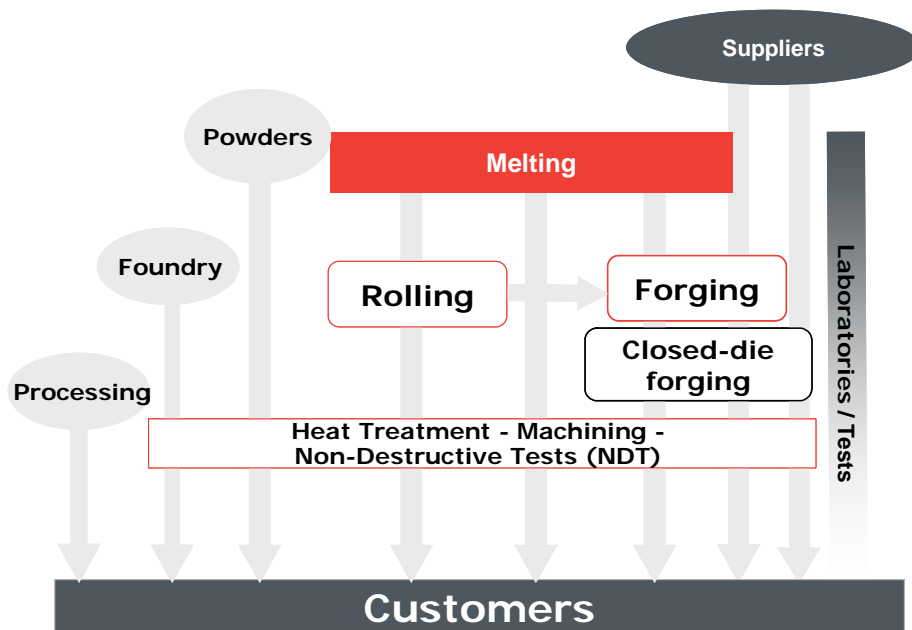 Suppliers
Powders
Melting
Foundry
Rolling
Forging
Closed-die
forging
Processing
Heat Treatment - Machining -
Non-Destructive Tests (NDT)
Laboratories / Tests
Customers